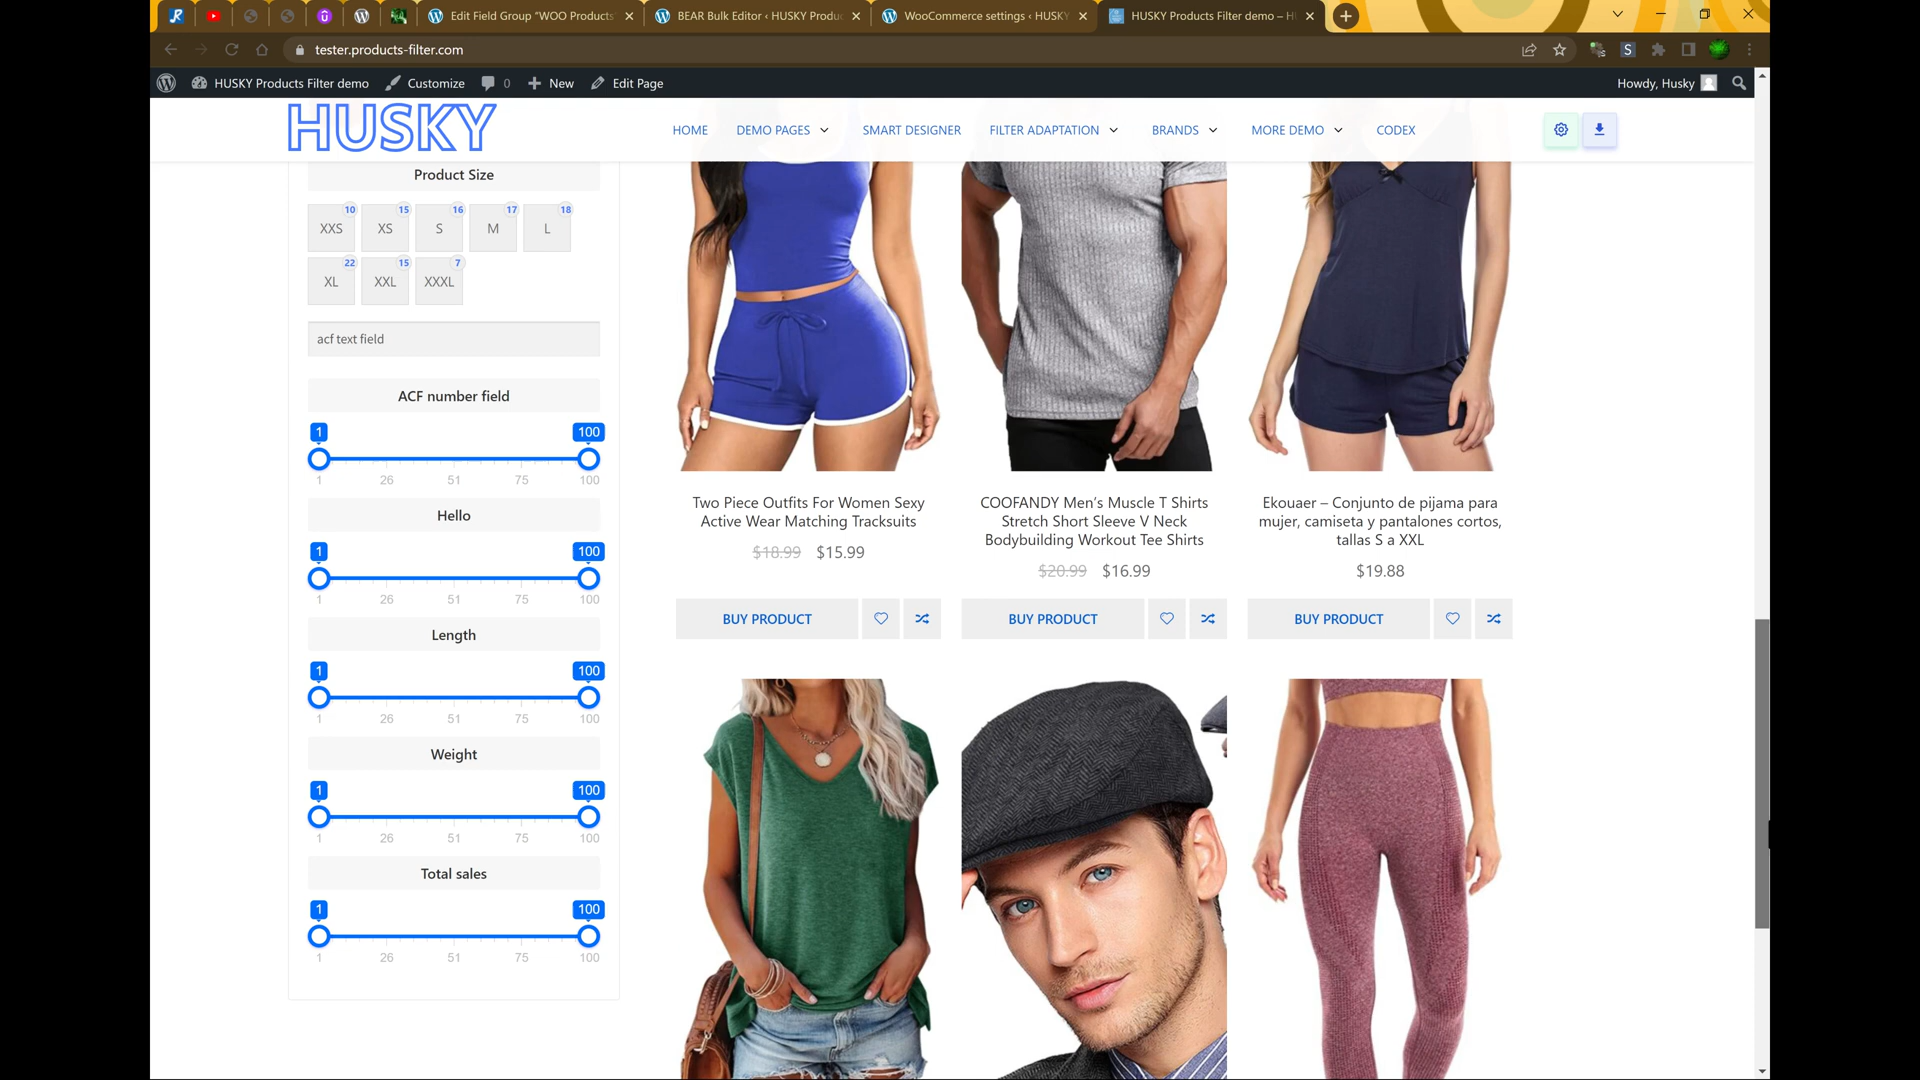 Edit Field Group "WOO Products
BEAR Bulk Editor ‹ HUSKY Produ
WooCommerce settings ‹ HUSKY
HUSKY Products Filter demo – H
tester.products-filter.com
S
HUSKY Products Filter demo
Customize
0
New
Edit Page
Howdy, Husky
HUSKY
HOME
DEMO PAGES
SMART DESIGNER
FILTER ADAPTATION
BRANDS
MORE DEMO
CODEX
Product Size
10 15 16 17 18
XXS XS S M L
22 15 7
XL XXL XXXL
acf text field
ACF number field
1 100
1 26 51 75 100
Hello
1 100
1 26 51 75 100
Length
1 100
1 26 51 75 100
Weight
1 100
1 26 51 75 100
Total sales
1 100
1 26 51 75 100
Two Piece Outfits For Women Sexy
Active Wear Matching Tracksuits
$18.99 $15.99
BUY PRODUCT
COOFANDY Men's Muscle T Shirts
Stretch Short Sleeve V Neck
Bodybuilding Workout Tee Shirts
$20.99 $16.99
BUY PRODUCT
Ekouaer – Conjunto de pijama para
mujer, camiseta y pantalones cortos,
tallas S a XXL
$19.88
BUY PRODUCT